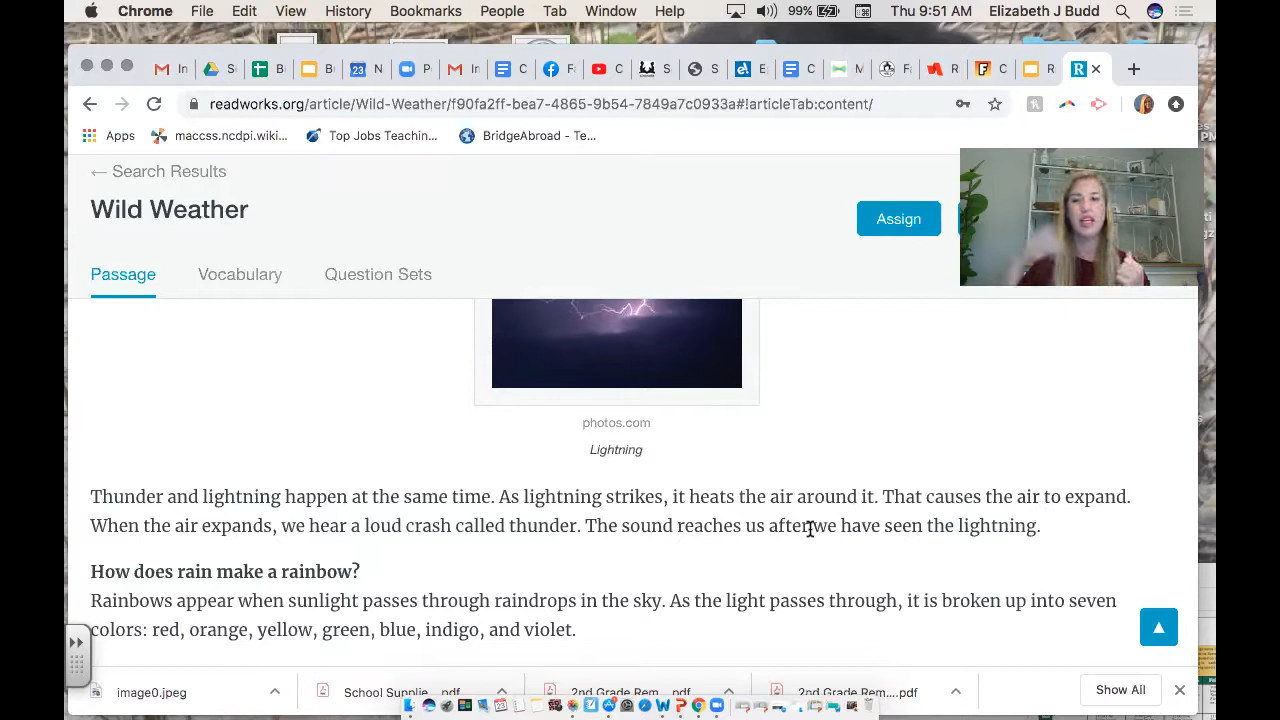 Chrome File Edit View History Bookmarks People Tab Window Help 99% Thu 9:51 AM Elizabeth J Budd
In S B B 23 N P In C F C S S E C M F R C R
readworks.org/article/Wild-Weather/f90fa2ff-bea7-4865-9b54-7849a7c0933a#!articleTab:content/
Apps maccss.ncdpi.wiki... Top Jobs Teachin... BridgeAbroad - Te...
← Search Results
Wild Weather
Assign
Passage Vocabulary Question Sets
photos.com
Lightning
Thunder and lightning happen at the same time. As lightning strikes, it heats the air around it. That causes the air to expand.
When the air expands, we hear a loud crash called thunder. The sound reaches us after we have seen the lightning.
How does rain make a rainbow?
Rainbows appear when sunlight passes through raindrops in the sky. As the light passes through, it is broken up into seven
colors: red, orange, yellow, green, blue, indigo, and violet.
image0.jpeg School Supplie...pdf 2nd Grade Rem...pdf 2nd Grade Rem....pdf Show All